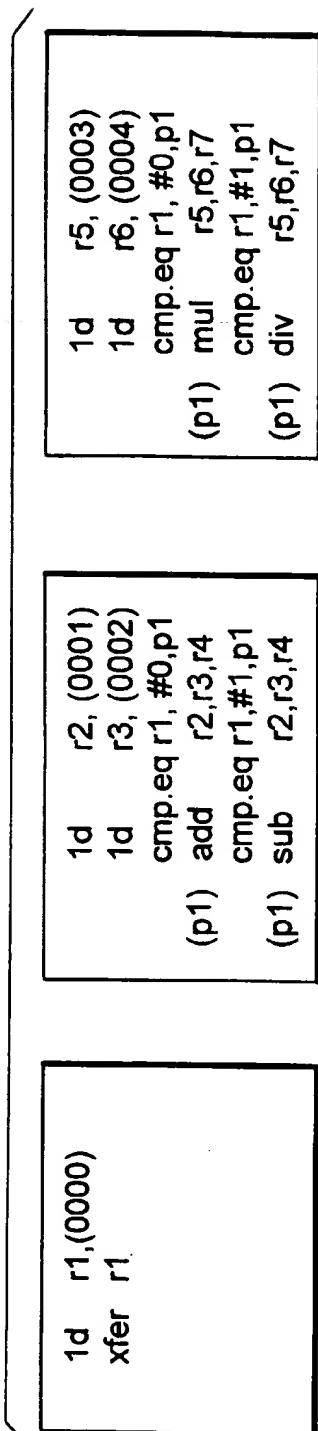 1d r1,(0000)
xfer r1
1d r2, (0001)
1d r3, (0002)
cmp.eq r1, #0,p1
(p1) add r2,r3,r4
cmp.eq r1,#1,p1
(p1) sub r2,r3,r4
1d r5, (0003)
1d r6, (0004)
cmp.eq r1, #0,p1
(p1) mul r5,r6,r7
cmp.eq r1,#1,p1
(p1) div r5,r6,r7